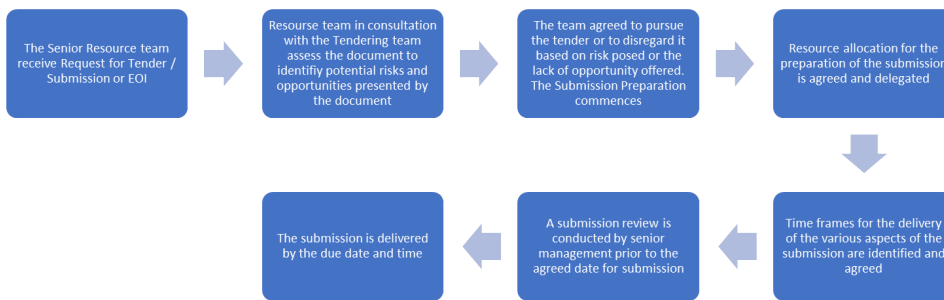 The Senior Resource team
receive Request for Tender /
Submission or EOI
Resourse team in consultation
with the Tendering team
assess the document to
identifiy potential risks and
opportunities presented by
the document
The team agreed to pursue
the tender or to disregard it
based on risk posed or the
lack of opportunity offered.
The Submission Preparation
commences
Resource allocation for the
preparation of the submission
is agreed and delegated
Time frames for the delivery
of the various aspects of the
submission are identified and
agreed
A submission review is
conducted by senior
management prior to the
agreed date for submission
The submission is delivered
by the due date and time